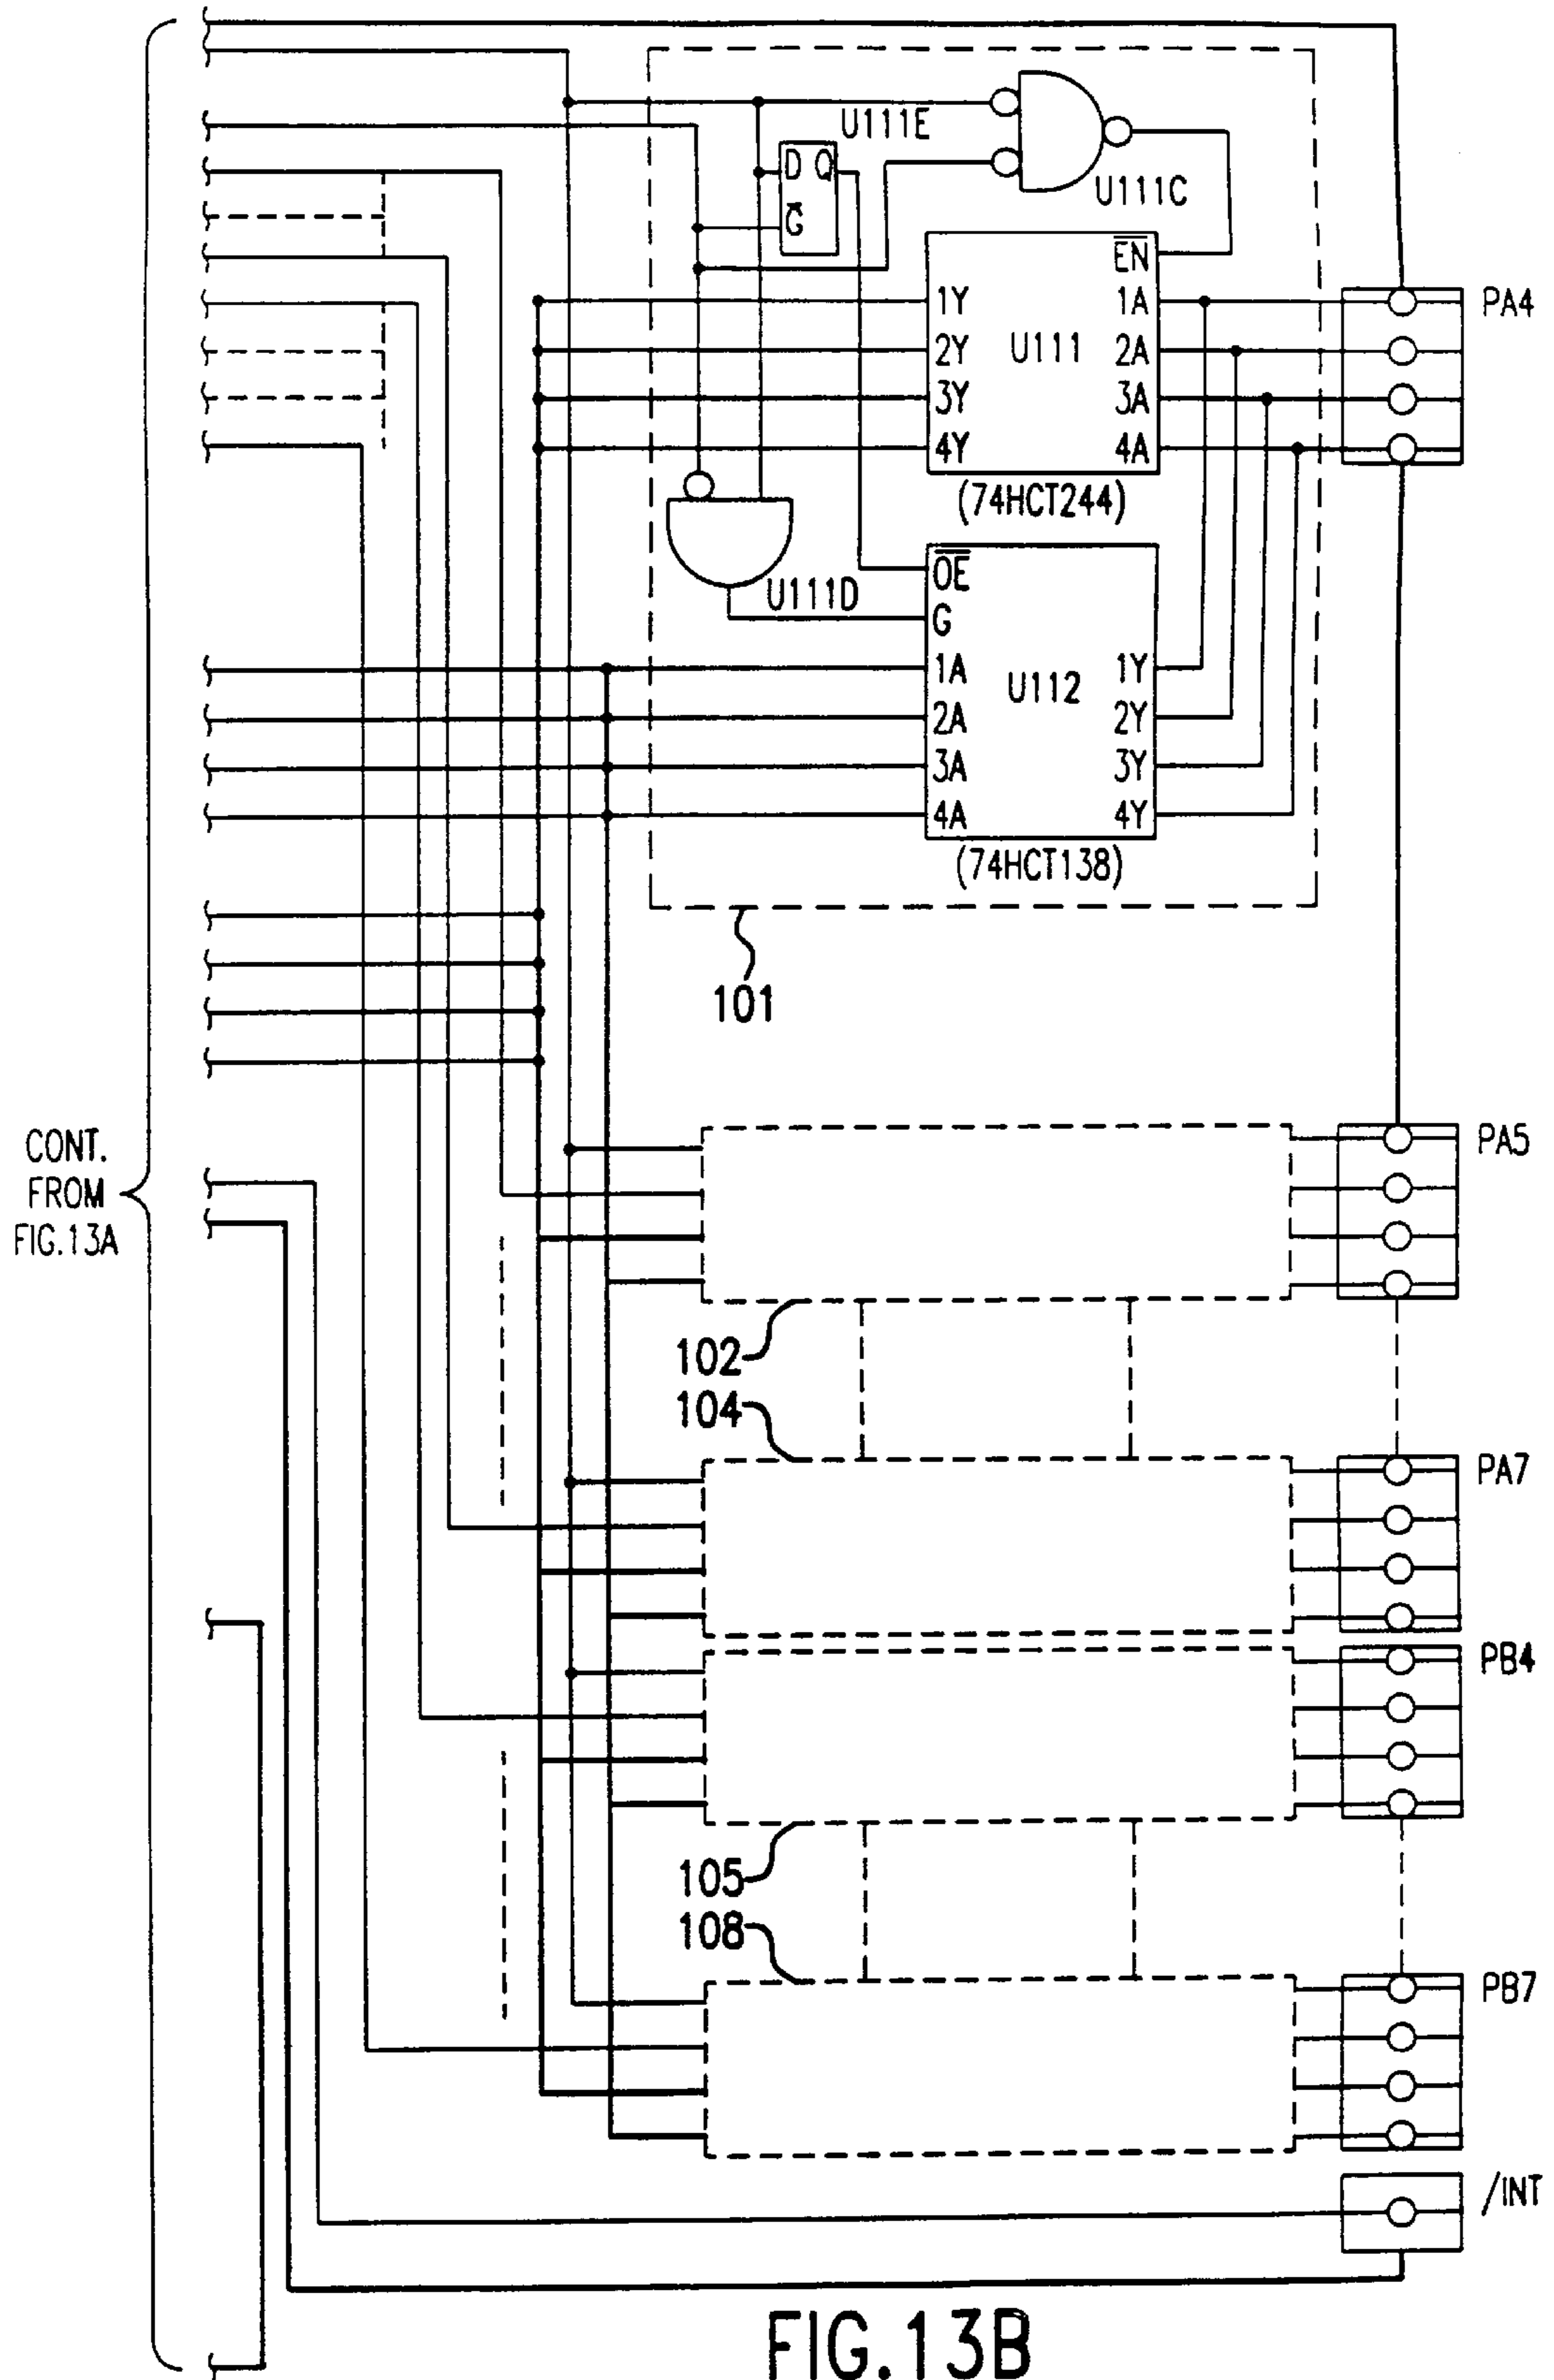 U111E
D Q
G̅
U111C
E̅N̅
1Y 1A PA4
2Y U111 2A
3Y 3A
4Y 4A
(74HCT244)
O̅E̅
U111D
G
1A 1Y
U112
2A 2Y
3A 3Y
4A 4Y
(74HCT138)
101
CONT.
FROM
FIG.13A
PA5
102
104
PA7
PB4
105
108
PB7
/INT
FIG.13B